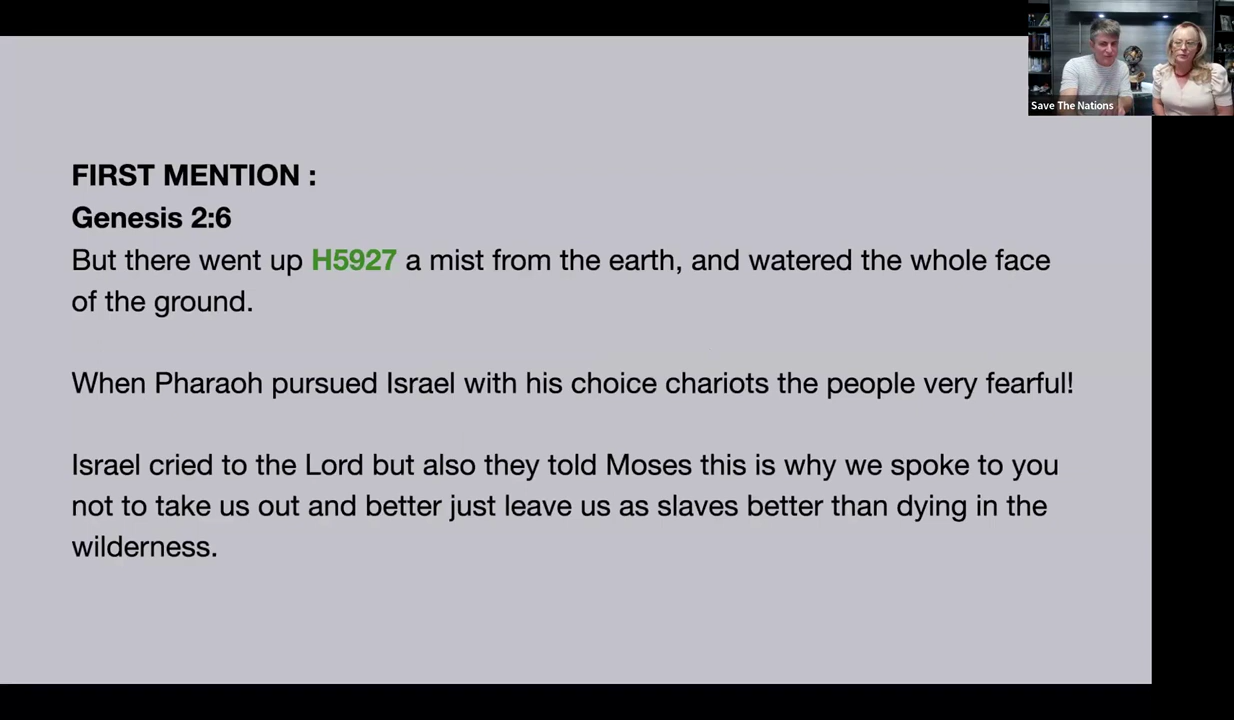 Save The Nations
FIRST MENTION :
Genesis 2:6
But there went up H5927 a mist from the earth, and watered the whole face
of the ground.
When Pharaoh pursued Israel with his choice chariots the people very fearful!
Israel cried to the Lord but also they told Moses this is why we spoke to you
not to take us out and better just leave us as slaves better than dying in the
wilderness.